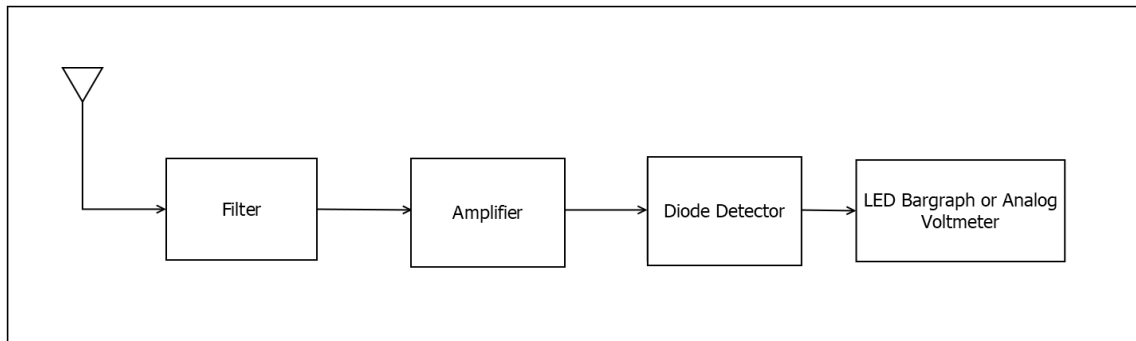 Filter
Amplifier
Diode Detector
LED Bargraph or Analog
Voltmeter